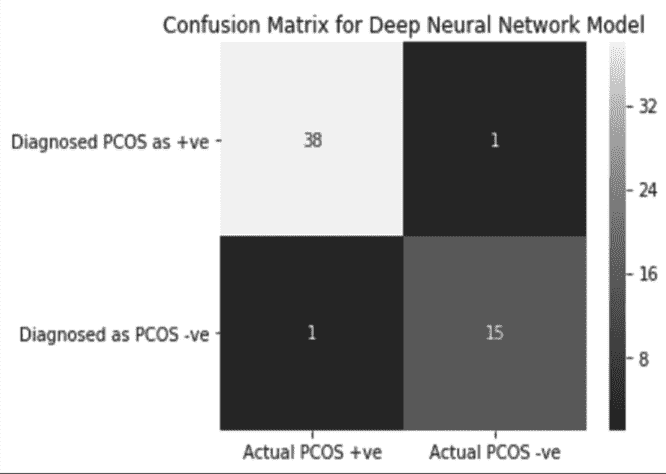 Confusion Matrix for Deep Neural Network Model
Diagnosed PCOS as +ve
38
1
32
24
16
8
Diagnosed as PCOS -ve
1
15
Actual PCOS +ve
Actual PCOS -ve